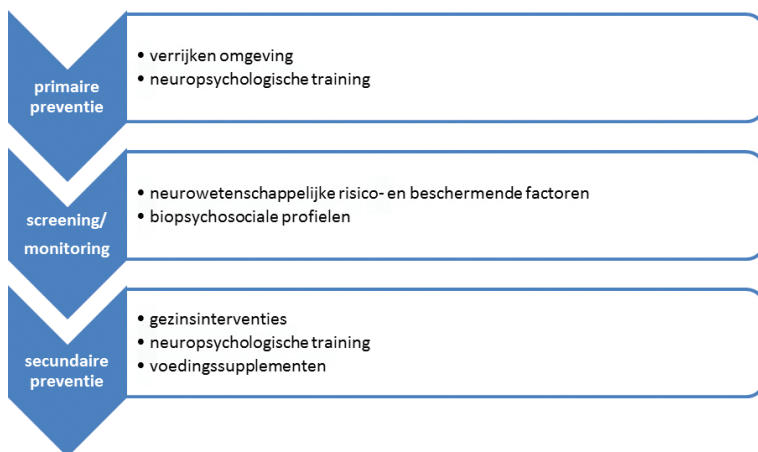 primaire
preventie
• verrijken omgeving
• neuropsychologische training
screening/
monitoring
• neurowetenschappelijke risico- en beschermende factoren
• biopsychosociale profielen
secundaire
preventie
• gezinsinterventies
• neuropsychologische training
• voedingssupplementen